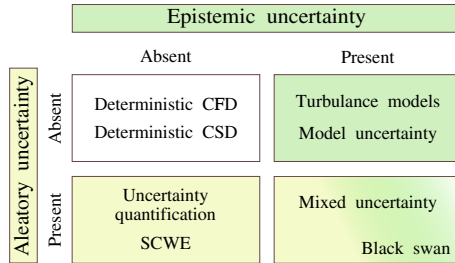 Epistemic uncertainty
Absent
Present
Aleatory uncertainty
Absent
Deterministic CFD
Deterministic CSD
Turbulance models
Model uncertainty
Present
Uncertainty
quantification
SCWE
Mixed uncertainty
Black swan